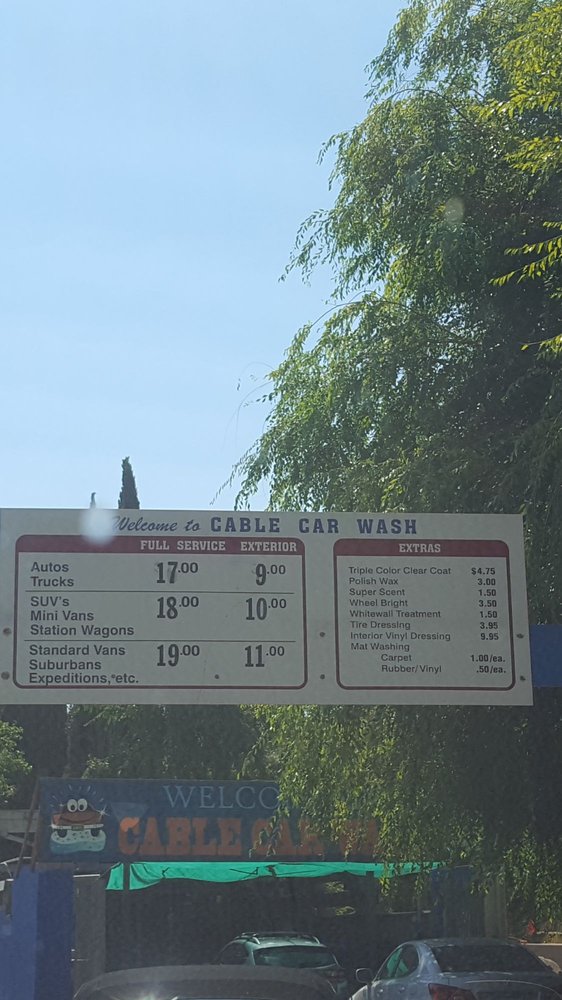 Welcome to CABLE CAR WASH
FULL SERVICE EXTERIOR
Autos
Trucks
17.00 9.00
SUV's
Mini Vans
Station Wagons
18.00 10.00
Standard Vans
Suburbans
Expeditions, etc.
19.00 11.00
EXTRAS
Triple Color Clear Coat $4.75
Polish Wax 3.00
Super Scent 1.50
Wheel Bright 3.50
Whitewall Treatment 1.50
Tire Dressing 3.95
Interior Vinyl Dressing 9.95
Mat Washing
Carpet 1.00/ea.
Rubber/Vinyl .50/ea.
WELCO
CABLE CAR WA